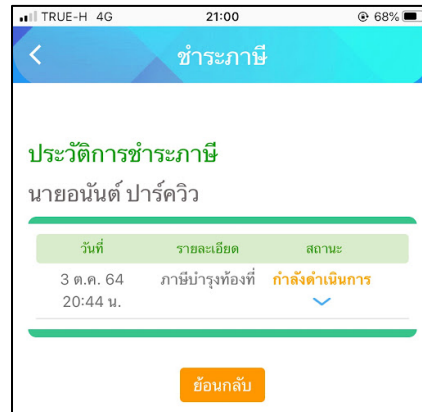 TRUE-H 4G 21:00 68%
ชำระภาษี
ประวัติการชำระภาษี
นายอนันต์ ปาร์ควิว
วันที่ รายละเอียด สถานะ
3 ต.ค. 64 ภาษีบำรุงท้องที่ กำลังดำเนินการ
20:44 น.
ย้อนกลับ